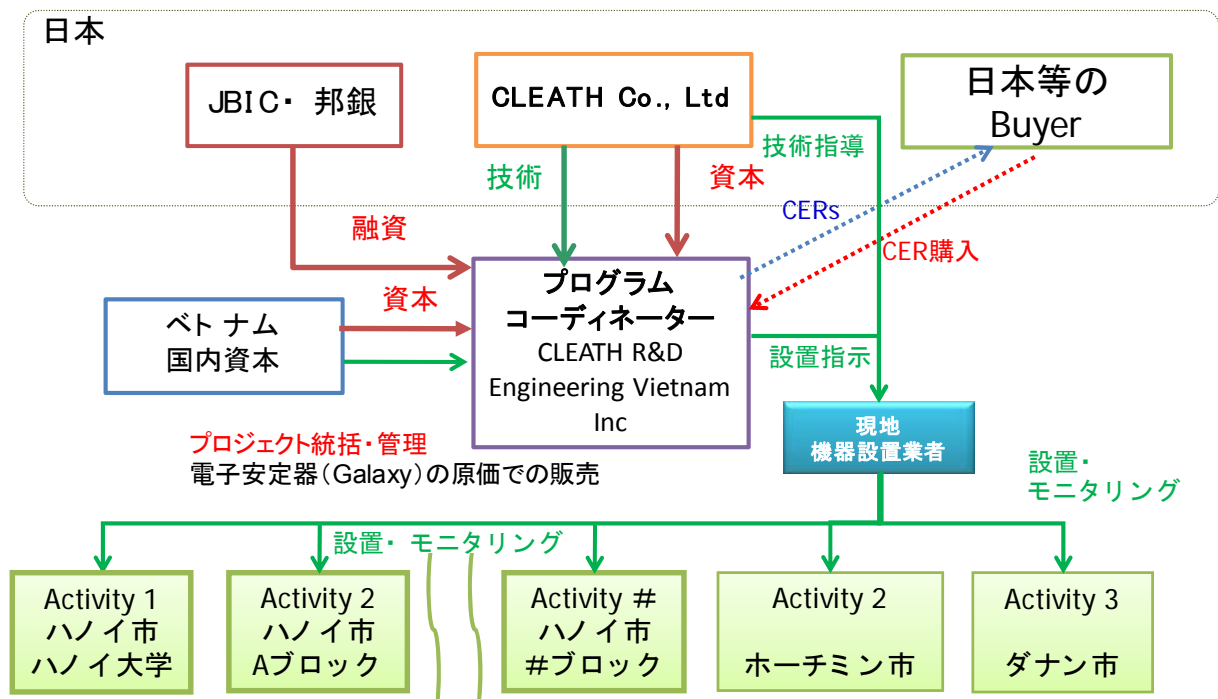 日本
JBIC・邦銀
CLEATH Co., Ltd
日本等の
Buyer
技術
資本
技術指導
融資
CERs
CER購入
資本
ベトナム
国内資本
プログラム
コーディネーター
CLEATH R&D
Engineering Vietnam
Inc
設置指示
現地
機器設置業者
プロジェクト統括・管理
電子安定器（Galaxy）の原価での販売
設置・
モニタリング
設置・モニタリング
Activity 1
ハノイ市
ハノイ大学
Activity 2
ハノイ市
Aブロック
Activity #
ハノイ市
#ブロック
Activity 2
ホーチミン市
Activity 3
ダナン市